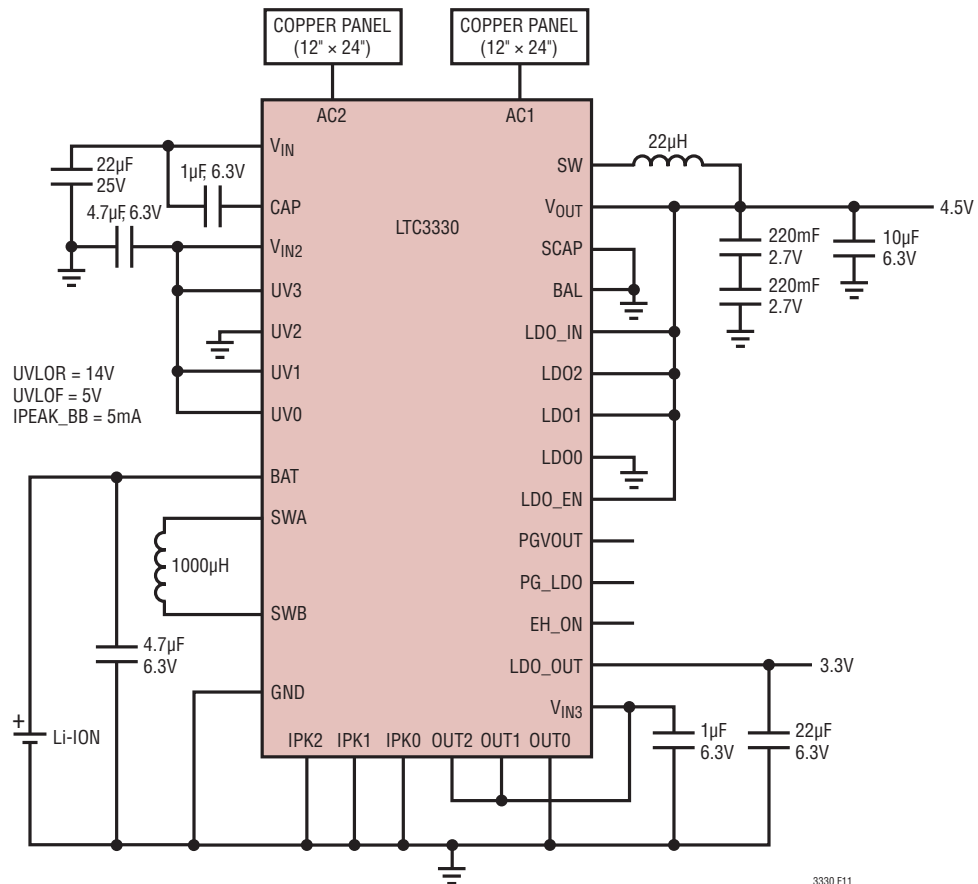 COPPER PANEL
(12" × 24")
COPPER PANEL
(12" × 24")
AC2
AC1
VIN
22µF
25V
1µF, 6.3V
CAP
4.7µF, 6.3V
VIN2
UV3
UV2
UV1
UV0
UVLOR = 14V
UVLOF = 5V
IPEAK_BB = 5mA
BAT
SWA
1000µH
SWB
4.7µF
6.3V
GND
+
Li-ION
LTC3330
IPK2
IPK1
IPK0
OUT2
OUT1
OUT0
SW
22µH
VOUT
4.5V
SCAP
220mF
2.7V
10µF
6.3V
BAL
220mF
2.7V
LDO_IN
LDO2
LDO1
LDO0
LDO_EN
PGVOUT
PG_LDO
EH_ON
LDO_OUT
3.3V
VIN3
1µF
6.3V
22µF
6.3V
3330 F11